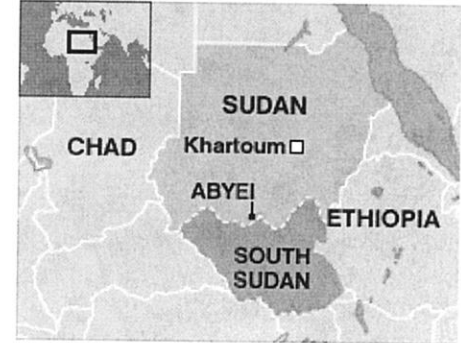 SUDAN
CHAD
Khartoum
ABYEI
ETHIOPIA
SOUTH
SUDAN